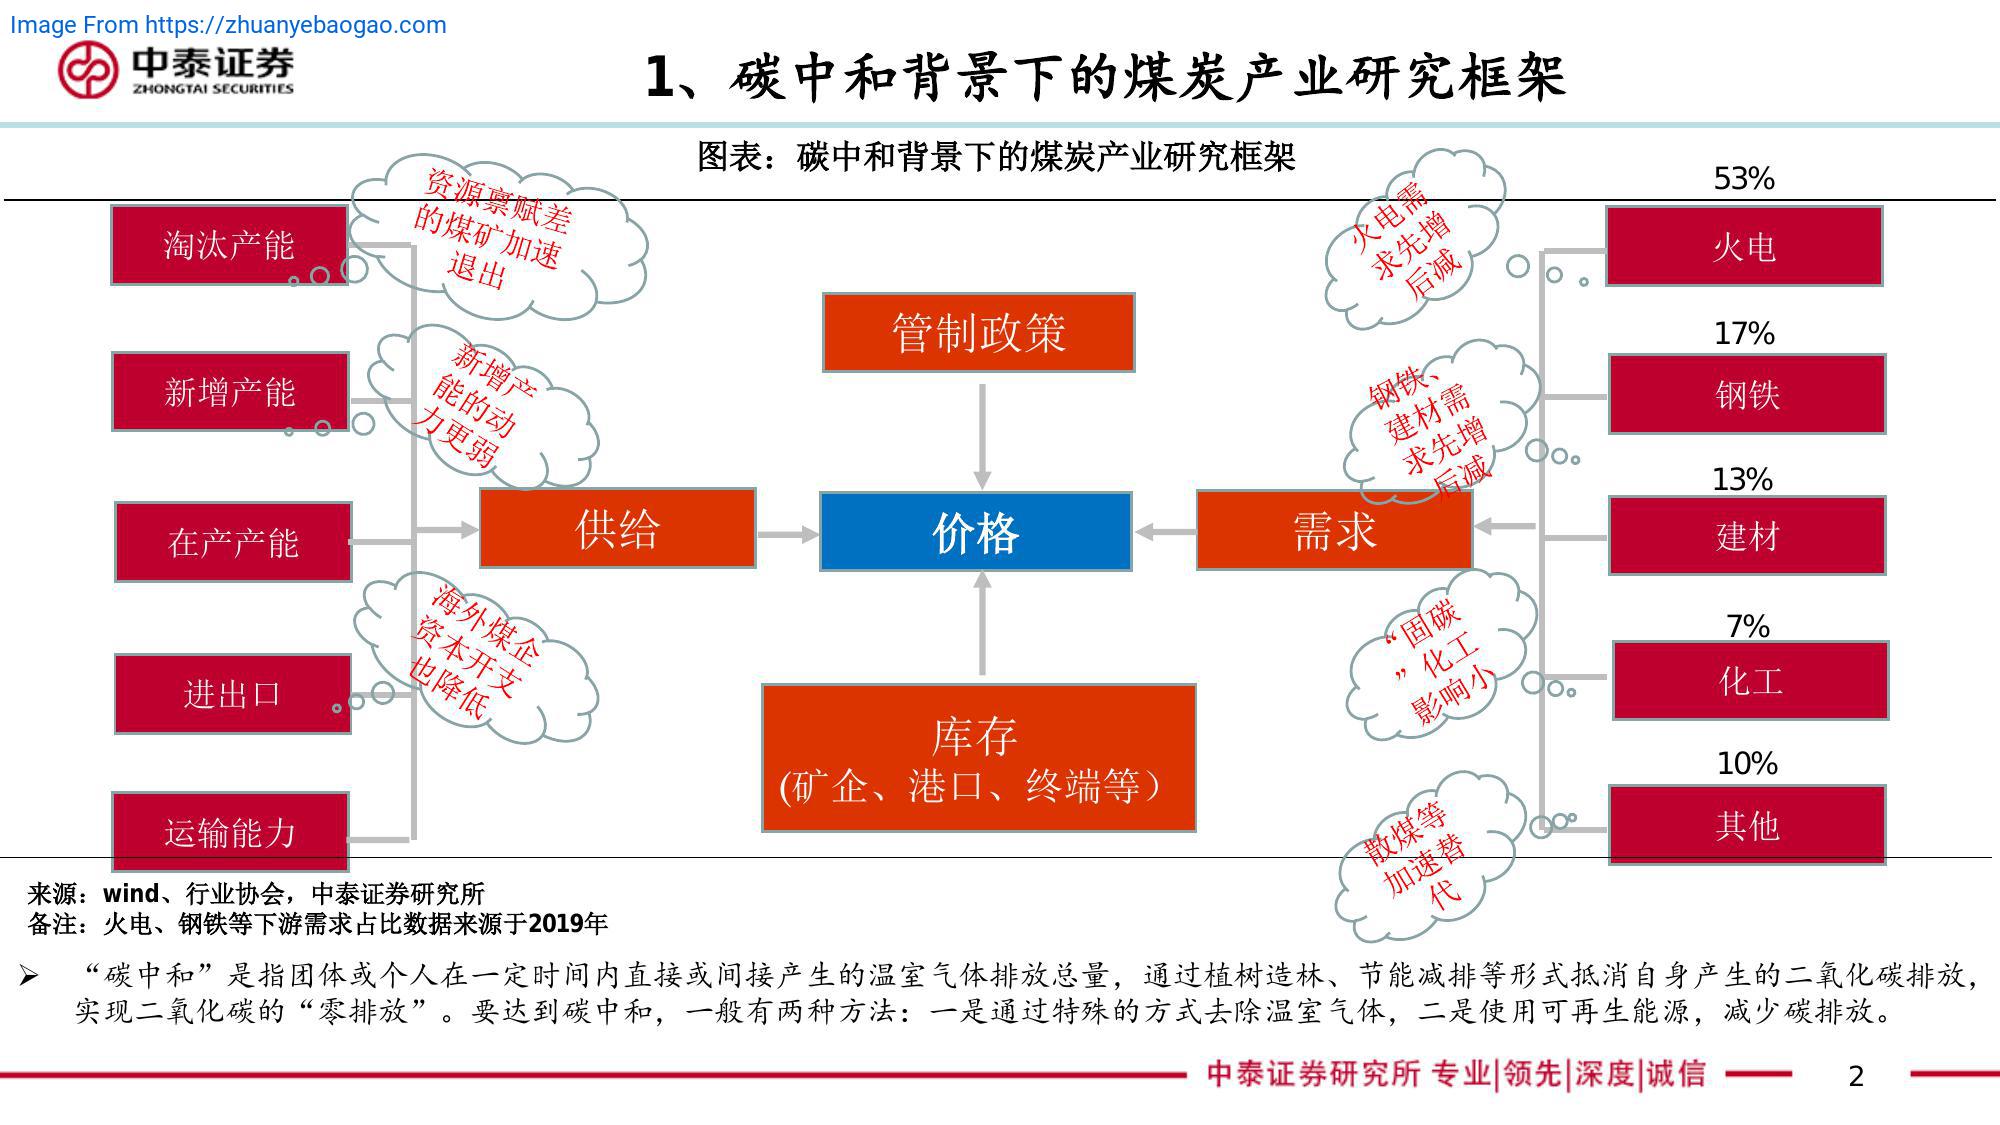 Image From https://zhuanyebaogao.com
中泰证券
ZHONGTAI SECURITIES
1、碳中和背景下的煤炭产业研究框架
图表：碳中和背景下的煤炭产业研究框架
淘汰产能
资源禀赋差
的煤矿加速
退出
新增产能
新增产
能的动
力更弱
在产产能
进出口
海外煤企
资本开支
也降低
运输能力
供给
管制政策
价格
库存
(矿企、港口、终端等）
需求
火电需
求先增
后减
53%
火电
钢铁、
建材需
求先增
后减
17%
钢铁
13%
建材
“固碳
”化工
影响小
7%
化工
散煤等
加速替
代
10%
其他
来源：wind、行业协会，中泰证券研究所
备注：火电、钢铁等下游需求占比数据来源于2019年
➢ “碳中和”是指团体或个人在一定时间内直接或间接产生的温室气体排放总量，通过植树造林、节能减排等形式抵消自身产生的二氧化碳排放，
实现二氧化碳的“零排放”。要达到碳中和，一般有两种方法：一是通过特殊的方式去除温室气体，二是使用可再生能源，减少碳排放。
中泰证券研究所 专业|领先|深度|诚信
2